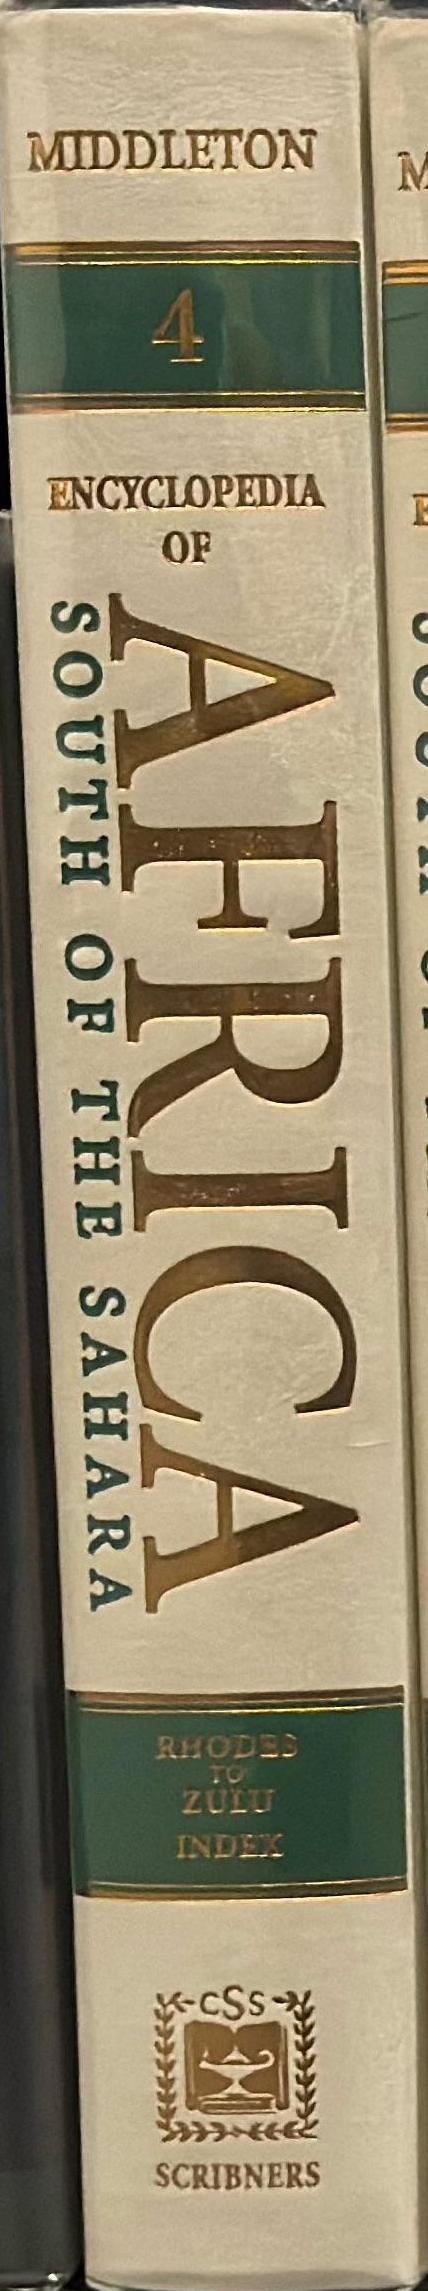 MIDDLETON
4
ENCYCLOPEDIA
OF
AFRICA
SOUTH OF THE SAHARA
RHODES
TO
ZULU
INDEX
CSS
SCRIBNERS